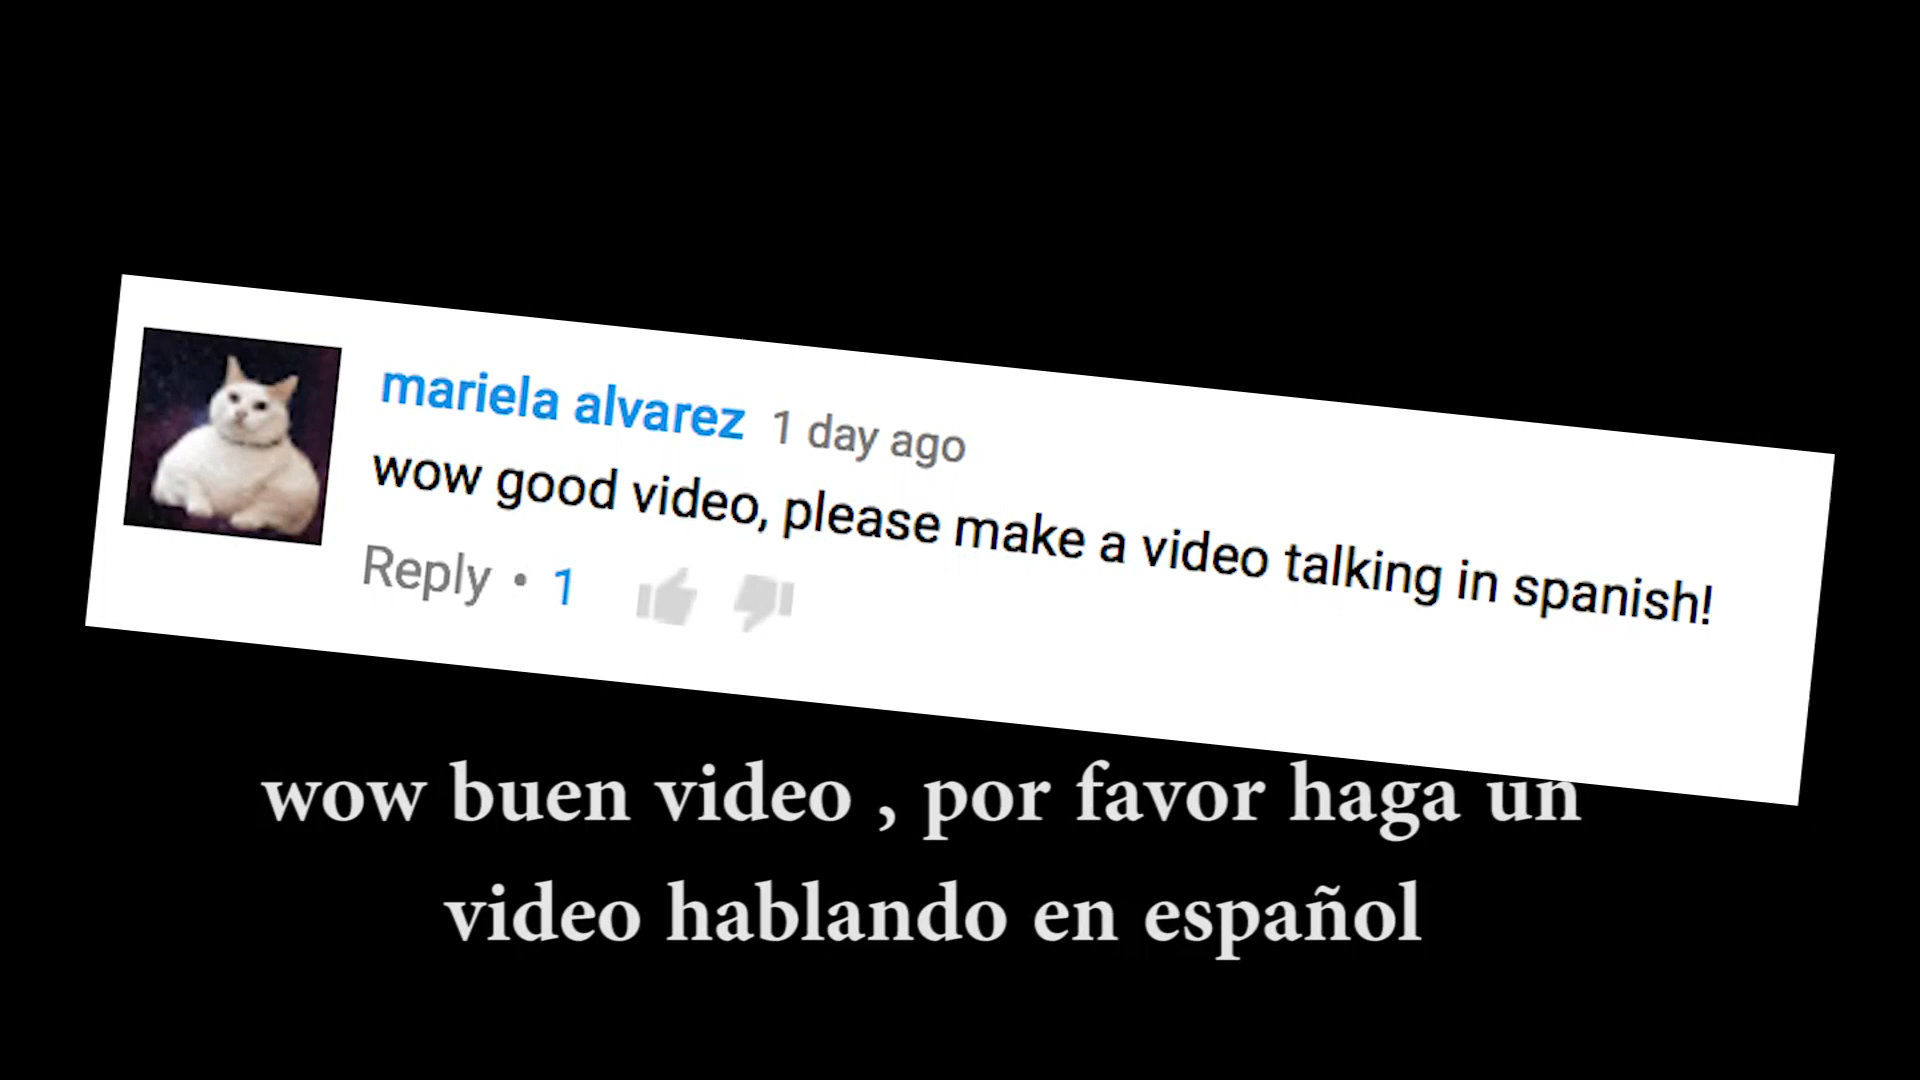 mariela alvarez 1 day ago
wow good video, please make a video talking in spanish!
Reply • 1
wow buen video , por favor haga un
video hablando en español